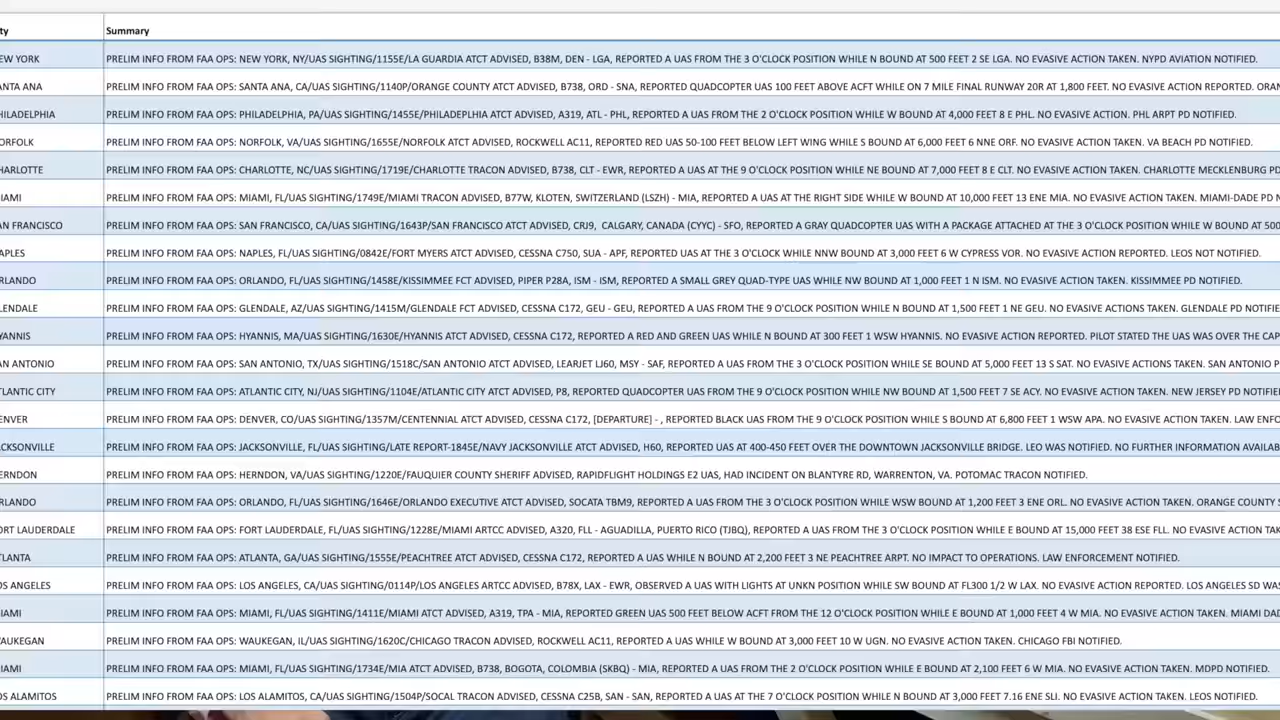 ty Summary
EW YORK PRELIM INFO FROM FAA OPS: NEW YORK, NY/UAS SIGHTING/1155E/LA GUARDIA ATCT ADVISED, B38M, DEN - LGA, REPORTED A UAS FROM THE 3 O'CLOCK POSITION WHILE N BOUND AT 500 FEET 2 SE LGA. NO EVASIVE ACTION TAKEN. NYPD AVIATION NOTIFIED.
ANTA ANA PRELIM INFO FROM FAA OPS: SANTA ANA, CA/UAS SIGHTING/1140P/ORANGE COUNTY ATCT ADVISED, B738, ORD - SNA, REPORTED QUADCOPTER UAS 100 FEET ABOVE ACFT WHILE ON 7 MILE FINAL RUNWAY 20R AT 1,800 FEET. NO EVASIVE ACTION REPORTED. ORAN
HILADELPHIA PRELIM INFO FROM FAA OPS: PHILADELPHIA, PA/UAS SIGHTING/1455E/PHILADEPLHIA ATCT ADVISED, A319, ATL - PHL, REPORTED A UAS FROM THE 2 O'CLOCK POSITION WHILE W BOUND AT 4,000 FEET 8 E PHL. NO EVASIVE ACTION. PHL ARPT PD NOTIFIED.
ORFOLK PRELIM INFO FROM FAA OPS: NORFOLK, VA/UAS SIGHTING/1655E/NORFOLK ATCT ADVISED, ROCKWELL AC11, REPORTED RED UAS 50-100 FEET BELOW LEFT WING WHILE S BOUND AT 6,000 FEET 6 NNE ORF. NO EVASIVE ACTION TAKEN. VA BEACH PD NOTIFIED.
HARLOTTE PRELIM INFO FROM FAA OPS: CHARLOTTE, NC/UAS SIGHTING/1719E/CHARLOTTE TRACON ADVISED, B738, CLT - EWR, REPORTED A UAS AT THE 9 O'CLOCK POSITION WHILE NE BOUND AT 7,000 FEET 8 E CLT. NO EVASIVE ACTION TAKEN. CHARLOTTE MECKLENBURG PD
IAMI PRELIM INFO FROM FAA OPS: MIAMI, FL/UAS SIGHTING/1749E/MIAMI TRACON ADVISED, B77W, KLOTEN, SWITZERLAND (LSZH) - MIA, REPORTED A UAS AT THE RIGHT SIDE WHILE W BOUND AT 10,000 FEET 13 ENE MIA. NO EVASIVE ACTION TAKEN. MIAMI-DADE PD N
AN FRANCISCO PRELIM INFO FROM FAA OPS: SAN FRANCISCO, CA/UAS SIGHTING/1643P/SAN FRANCISCO ATCT ADVISED, CRJ9, CALGARY, CANADA (CYYC) - SFO, REPORTED A GRAY QUADCOPTER UAS WITH A PACKAGE ATTACHED AT THE 3 O'CLOCK POSITION WHILE W BOUND AT 500
APLES PRELIM INFO FROM FAA OPS: NAPLES, FL/UAS SIGHTING/0842E/FORT MYERS ATCT ADVISED, CESSNA C750, SUA - APF, REPORTED A UAS AT THE 3 O'CLOCK POSITION WHILE NNW BOUND AT 3,000 FEET 6 W CYPRESS VOR. NO EVASIVE ACTION REPORTED. LEOS NOT NOTIFIED.
RLANDO PRELIM INFO FROM FAA OPS: ORLANDO, FL/UAS SIGHTING/1458E/KISSIMMEE FCT ADVISED, PIPER P28A, ISM - ISM, REPORTED A SMALL GREY QUAD-TYPE UAS WHILE NW BOUND AT 1,000 FEET 1 N ISM. NO EVASIVE ACTION TAKEN. KISSIMMEE PD NOTIFIED.
LENDALE PRELIM INFO FROM FAA OPS: GLENDALE, AZ/UAS SIGHTING/1415M/GLENDALE FCT ADVISED, CESSNA C172, GEU - GEU, REPORTED A UAS FROM THE 9 O'CLOCK POSITION WHILE N BOUND AT 1,500 FEET 1 NE GEU. NO EVASIVE ACTIONS TAKEN. GLENDALE PD NOTIFIE
YANNIS PRELIM INFO FROM FAA OPS: HYANNIS, MA/UAS SIGHTING/1630E/HYANNIS ATCT ADVISED, CESSNA C172, REPORTED A RED AND GREEN UAS WHILE N BOUND AT 300 FEET 1 WSW HYANNIS. NO EVASIVE ACTION REPORTED. PILOT STATED THE UAS WAS OVER THE CAP
AN ANTONIO PRELIM INFO FROM FAA OPS: SAN ANTONIO, TX/UAS SIGHTING/1518C/SAN ANTONIO ATCT ADVISED, LEARJET LJ60, MSY - SAF, REPORTED A UAS FROM THE 3 O'CLOCK POSITION WHILE SE BOUND AT 5,000 FEET 13 S SAT. NO EVASIVE ACTIONS TAKEN. SAN ANTONIO P
TLANTIC CITY PRELIM INFO FROM FAA OPS: ATLANTIC CITY, NJ/UAS SIGHTING/1104E/ATLANTIC CITY ATCT ADVISED, P8, REPORTED QUADCOPTER UAS FROM THE 9 O'CLOCK POSITION WHILE NW BOUND AT 1,500 FEET 7 SE ACY. NO EVASIVE ACTION TAKEN. NEW JERSEY PD NOTIFIED
ENVER PRELIM INFO FROM FAA OPS: DENVER, CO/UAS SIGHTING/1357M/CENTENNIAL ATCT ADVISED, CESSNA C172, [DEPARTURE] - , REPORTED BLACK UAS FROM THE 9 O'CLOCK POSITION WHILE S BOUND AT 6,800 FEET 1 WSW APA. NO EVASIVE ACTION TAKEN. LAW ENFO
CKSONVILLE PRELIM INFO FROM FAA OPS: JACKSONVILLE, FL/UAS SIGHTING/LATE REPORT-1845E/NAVY JACKSONVILLE ATCT ADVISED, H60, REPORTED UAS AT 400-450 FEET OVER THE DOWNTOWN JACKSONVILLE BRIDGE. LEO WAS NOTIFIED. NO FURTHER INFORMATION AVAILAB
ERNDON PRELIM INFO FROM FAA OPS: HERNDON, VA/UAS SIGHTING/1220E/FAUQUIER COUNTY SHERIFF ADVISED, RAPIDFLIGHT HOLDINGS E2 UAS, HAD INCIDENT ON BLANTYRE RD, WARRENTON, VA. POTOMAC TRACON NOTIFIED.
RLANDO PRELIM INFO FROM FAA OPS: ORLANDO, FL/UAS SIGHTING/1646E/ORLANDO EXECUTIVE ATCT ADVISED, SOCATA TBM9, REPORTED A UAS FROM THE 3 O'CLOCK POSITION WHILE WSW BOUND AT 1,200 FEET 3 ENE ORL. NO EVASIVE ACTION TAKEN. ORANGE COUNTY S
ORT LAUDERDALE PRELIM INFO FROM FAA OPS: FORT LAUDERDALE, FL/UAS SIGHTING/1228E/MIAMI ARTCC ADVISED, A320, FLL - AGUADILLA, PUERTO RICO (TJBQ), REPORTED A UAS FROM THE 3 O'CLOCK POSITION WHILE E BOUND AT 15,000 FEET 38 ESE FLL. NO EVASIVE ACTION TA
TLANTA PRELIM INFO FROM FAA OPS: ATLANTA, GA/UAS SIGHTING/1555E/PEACHTREE ATCT ADVISED, CESSNA C172, REPORTED A UAS WHILE N BOUND AT 2,200 FEET 3 NE PEACHTREE ARPT. NO IMPACT TO OPERATIONS. LAW ENFORCEMENT NOTIFIED.
OS ANGELES PRELIM INFO FROM FAA OPS: LOS ANGELES, CA/UAS SIGHTING/0114P/LOS ANGELES ARTCC ADVISED, B78X, LAX - EWR, OBSERVED A UAS WITH LIGHTS AT UNKN POSITION WHILE SW BOUND AT FL300 1/2 W LAX. NO EVASIVE ACTION REPORTED. LOS ANGELES SD WAS
IAMI PRELIM INFO FROM FAA OPS: MIAMI, FL/UAS SIGHTING/1411E/MIAMI ATCT ADVISED, A319, TPA - MIA, REPORTED GREEN UAS 500 FEET BELOW ACFT FROM THE 12 O'CLOCK POSITION WHILE E BOUND AT 1,000 FEET 4 W MIA. NO EVASIVE ACTION TAKEN. MIAMI DA
AUKEGAN PRELIM INFO FROM FAA OPS: WAUKEGAN, IL/UAS SIGHTING/1620C/CHICAGO TRACON ADVISED, ROCKWELL AC11, REPORTED A UAS WHILE W BOUND AT 3,000 FEET 10 W UGN. NO EVASIVE ACTION TAKEN. CHICAGO FBI NOTIFIED.
IAMI PRELIM INFO FROM FAA OPS: MIAMI, FL/UAS SIGHTING/1734E/MIA ATCT ADVISED, B738, BOGOTA, COLOMBIA (SKBQ) - MIA, REPORTED A UAS FROM THE 2 O'CLOCK POSITION WHILE E BOUND AT 2,100 FEET 6 W MIA. NO EVASIVE ACTION TAKEN. MDPD NOTIFIED.
OS ALAMITOS PRELIM INFO FROM FAA OPS: LOS ALAMITOS, CA/UAS SIGHTING/1504P/SOCAL TRACON ADVISED, CESSNA C25B, SAN - SAN, REPORTED A UAS AT THE 7 O'CLOCK POSITION WHILE N BOUND AT 3,000 FEET 7.16 ENE SLI. NO EVASIVE ACTION TAKEN. LEOS NOTIFIED.